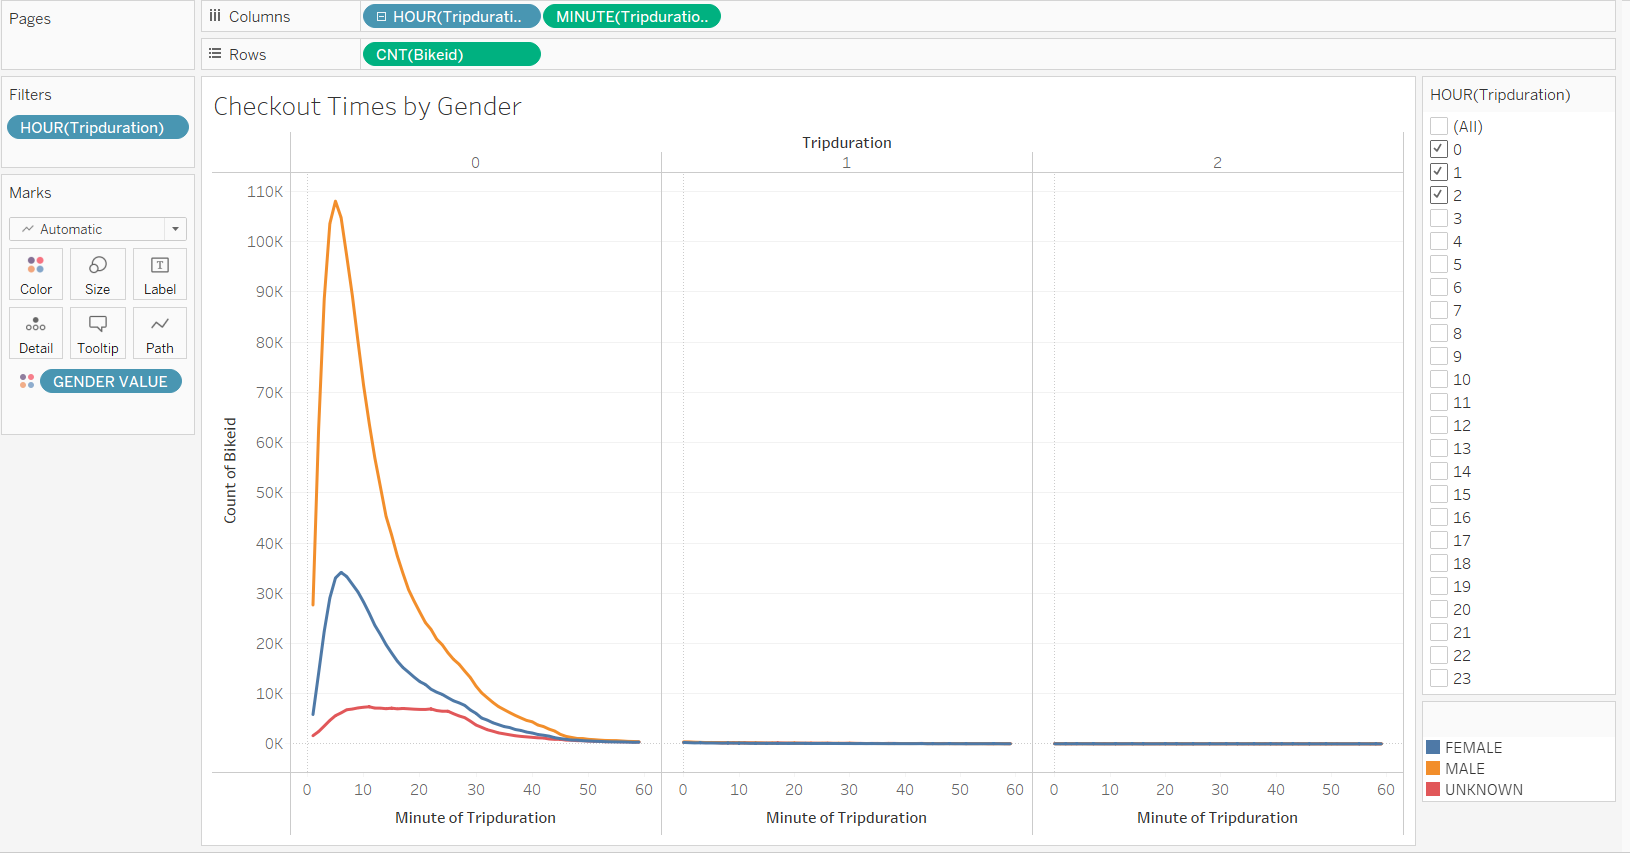 Pages
Columns
HOUR(Tripdurati..
MINUTE(Tripduratio..
Rows
CNT(Bikeid)
Filters
HOUR(Tripduration)
Marks
Automatic
Color
Size
Label
Detail
Tooltip
Path
GENDER VALUE
Checkout Times by Gender
Tripduration
0
1
2
110K
100K
90K
80K
70K
60K
50K
40K
30K
20K
10K
0K
Count of Bikeid
0 10 20 30 40 50 60
0 10 20 30 40 50 60
0 10 20 30 40 50 60
Minute of Tripduration
Minute of Tripduration
Minute of Tripduration
HOUR(Tripduration)
(All)
0
1
2
3
4
5
6
7
8
9
10
11
12
13
14
15
16
17
18
19
20
21
22
23
FEMALE
MALE
UNKNOWN